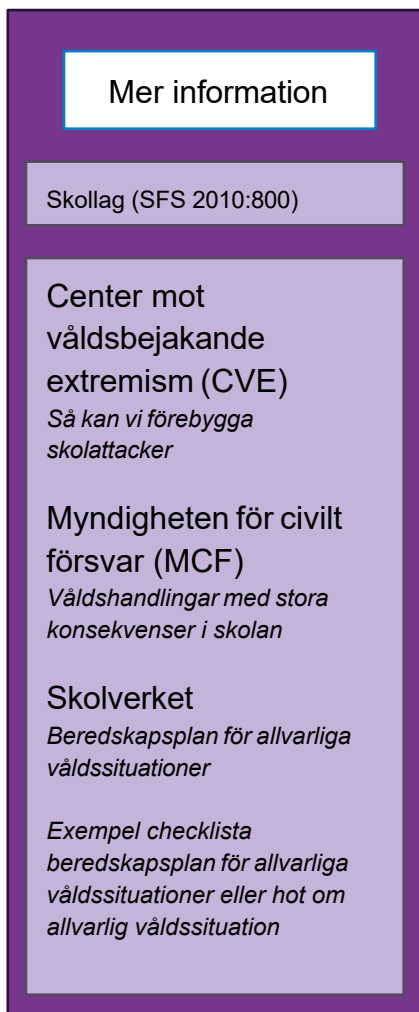 Mer information
Skollag (SFS 2010:800)
Center mot
våldsbejakande
extremism (CVE)
Så kan vi förebygga
skolattacker
Myndigheten för civilt
försvar (MCF)
Våldshandlingar med stora
konsekvenser i skolan
Skolverket
Beredskapsplan för allvarliga
våldssituationer
Exempel checklista
beredskapsplan för allvarliga
våldssituationer eller hot om
allvarlig våldssituation